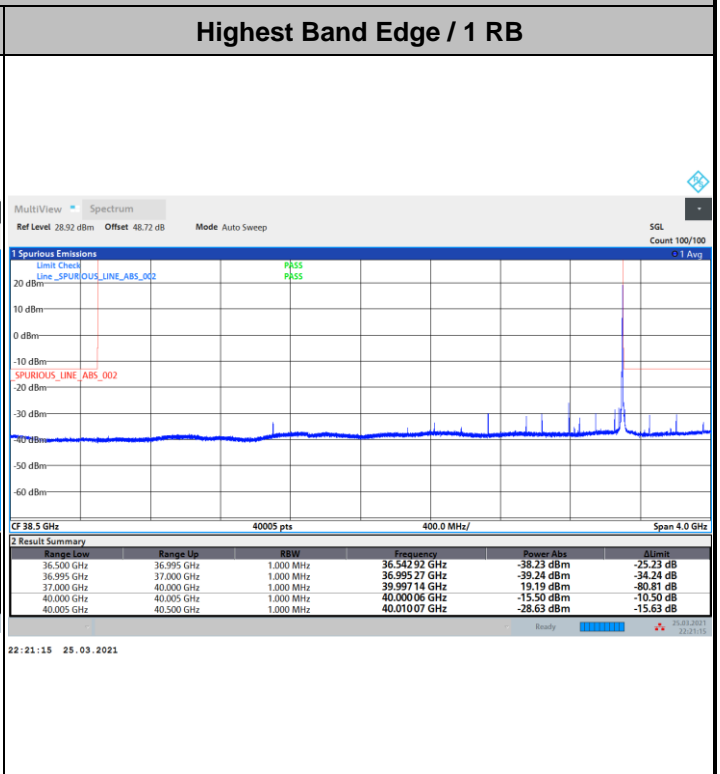 Highest Band Edge / 1 RB
MultiView Spectrum
Ref Level 28.92 dBm Offset 48.72 dB Mode Auto Sweep SGL
Count 100/100
1 Spurious Emissions 1 Avg
Limit Check PASS
Line _SPURIOUS_LINE_ABS_002 PASS
20 dBm
10 dBm
0 dBm
-10 dBm
_SPURIOUS_LINE_ABS_002
-20 dBm
-30 dBm
-40 dBm
-50 dBm
-60 dBm
CF 38.5 GHz 40005 pts 400.0 MHz/ Span 4.0 GHz
2 Result Summary
Range Low Range Up RBW Frequency Power Abs ΔLimit
36.500 GHz 36.995 GHz 1.000 MHz 36.542 92 GHz -38.23 dBm -25.23 dB
36.995 GHz 37.000 GHz 1.000 MHz 36.995 27 GHz -39.24 dBm -34.24 dB
37.000 GHz 40.000 GHz 1.000 MHz 39.997 14 GHz 19.19 dBm -80.81 dB
40.000 GHz 40.005 GHz 1.000 MHz 40.000 06 GHz -15.50 dBm -10.50 dB
40.005 GHz 40.500 GHz 1.000 MHz 40.010 07 GHz -28.63 dBm -15.63 dB
Ready 25.03.2021
22:21:15
22:21:15 25.03.2021